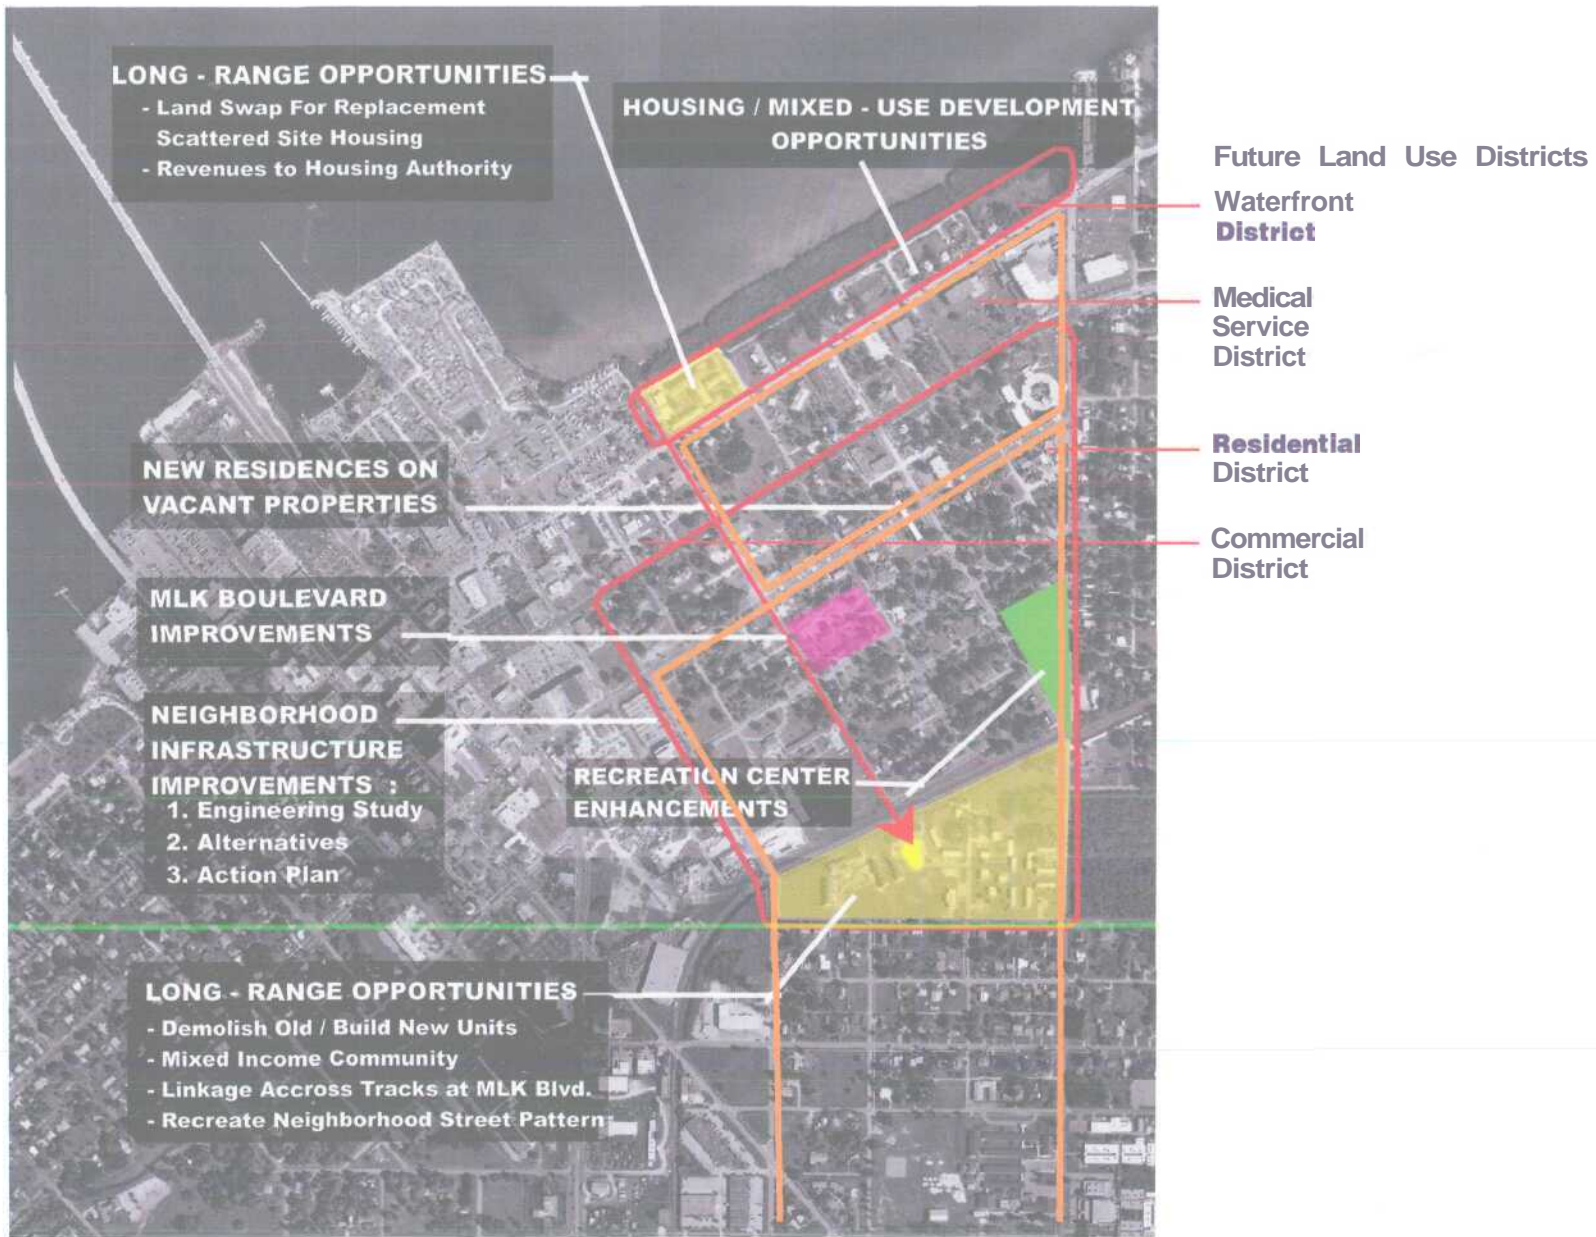 LONG - RANGE OPPORTUNITIES
- Land Swap For Replacement
Scattered Site Housing
- Revenues to Housing Authority
HOUSING / MIXED - USE DEVELOPMENT
OPPORTUNITIES
Future Land Use Districts
Waterfront
District
Medical
Service
District
Residential
District
Commercial
District
NEW RESIDENCES ON
VACANT PROPERTIES
MLK BOULEVARD
IMPROVEMENTS
NEIGHBORHOOD
INFRASTRUCTURE
IMPROVEMENTS :
1. Engineering Study
2. Alternatives
3. Action Plan
RECREATION CENTER
ENHANCEMENTS
LONG - RANGE OPPORTUNITIES
- Demolish Old / Build New Units
- Mixed Income Community
- Linkage Accross Tracks at MLK Blvd.
- Recreate Neighborhood Street Pattern